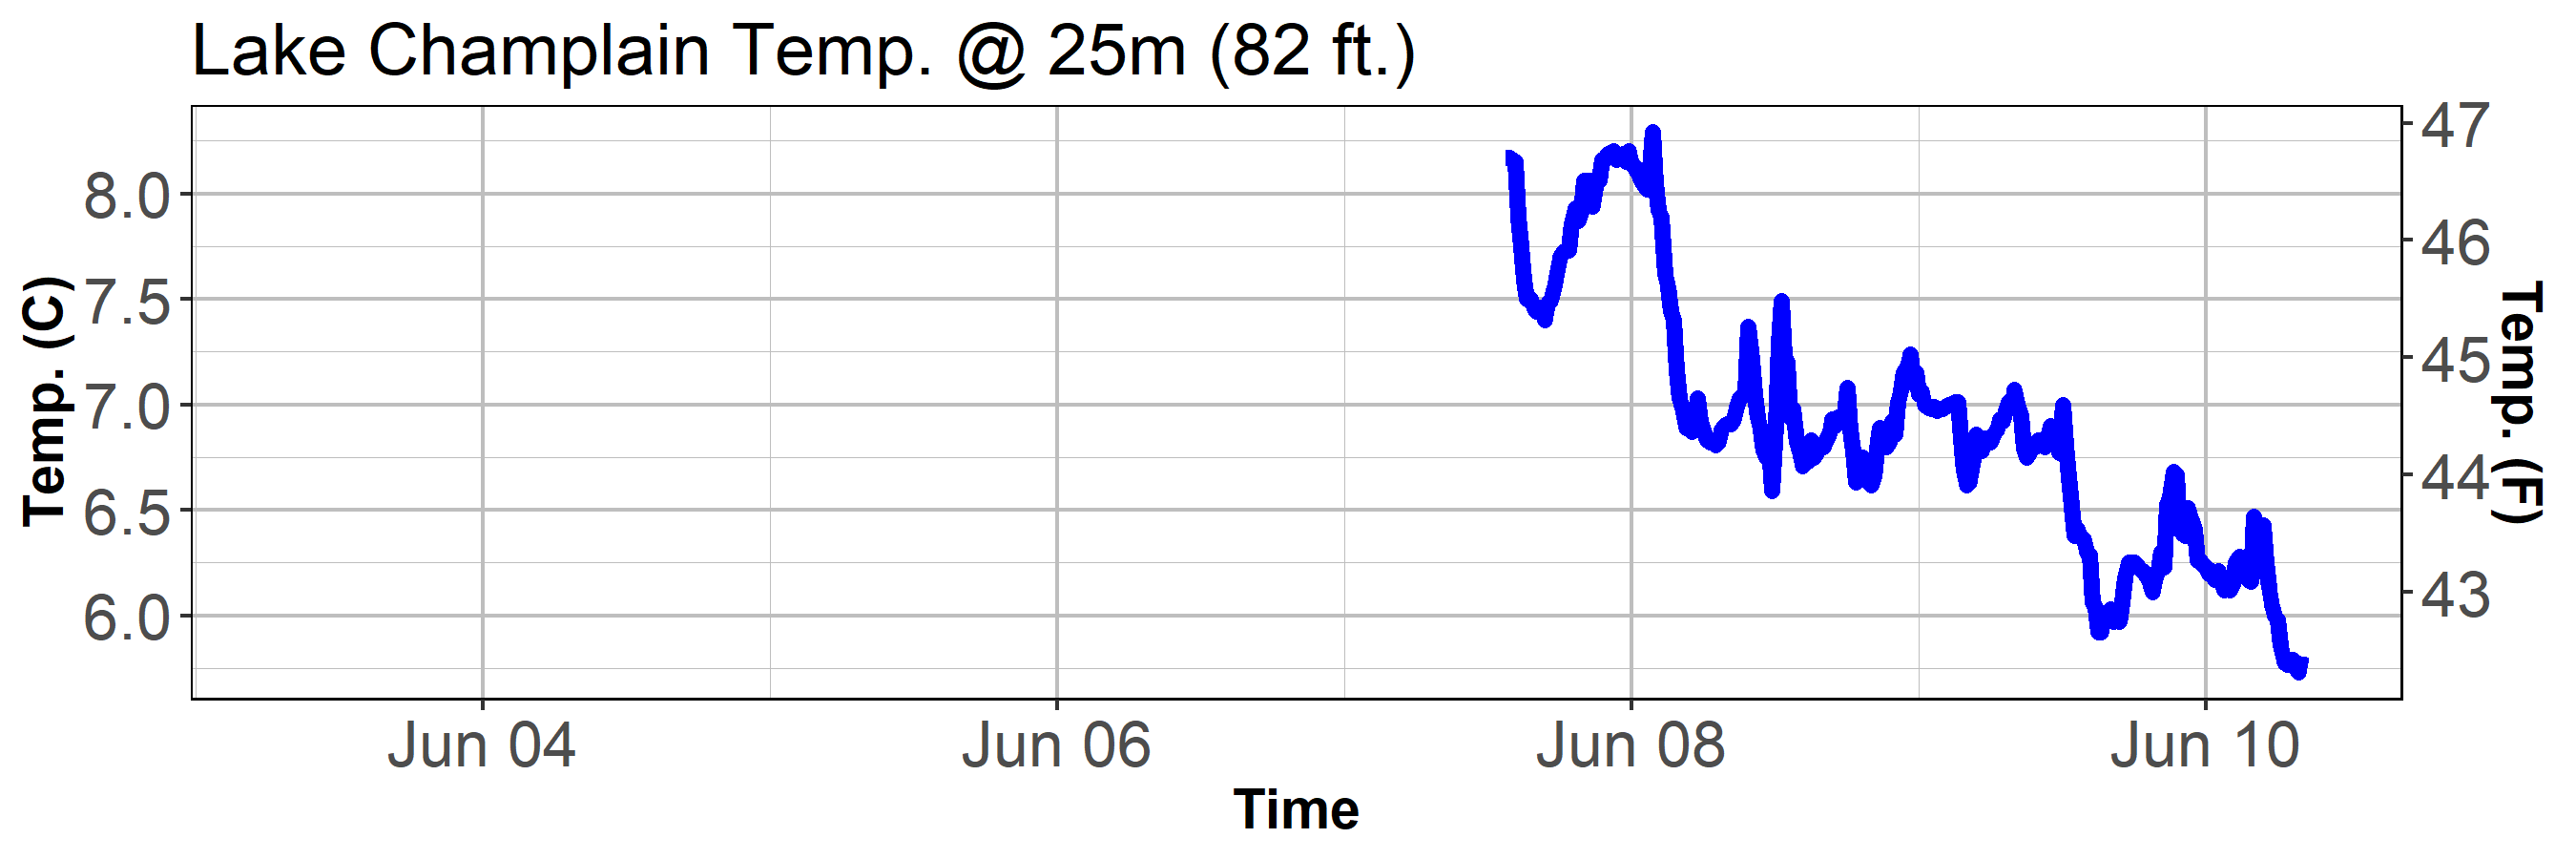 Lake Champlain Temp. @ 25m (82 ft.)
Temp. (C)
8.0
7.5
7.0
6.5
6.0
47
46
45
44
43
Temp. (F)
Jun 04 Jun 06 Jun 08 Jun 10
Time